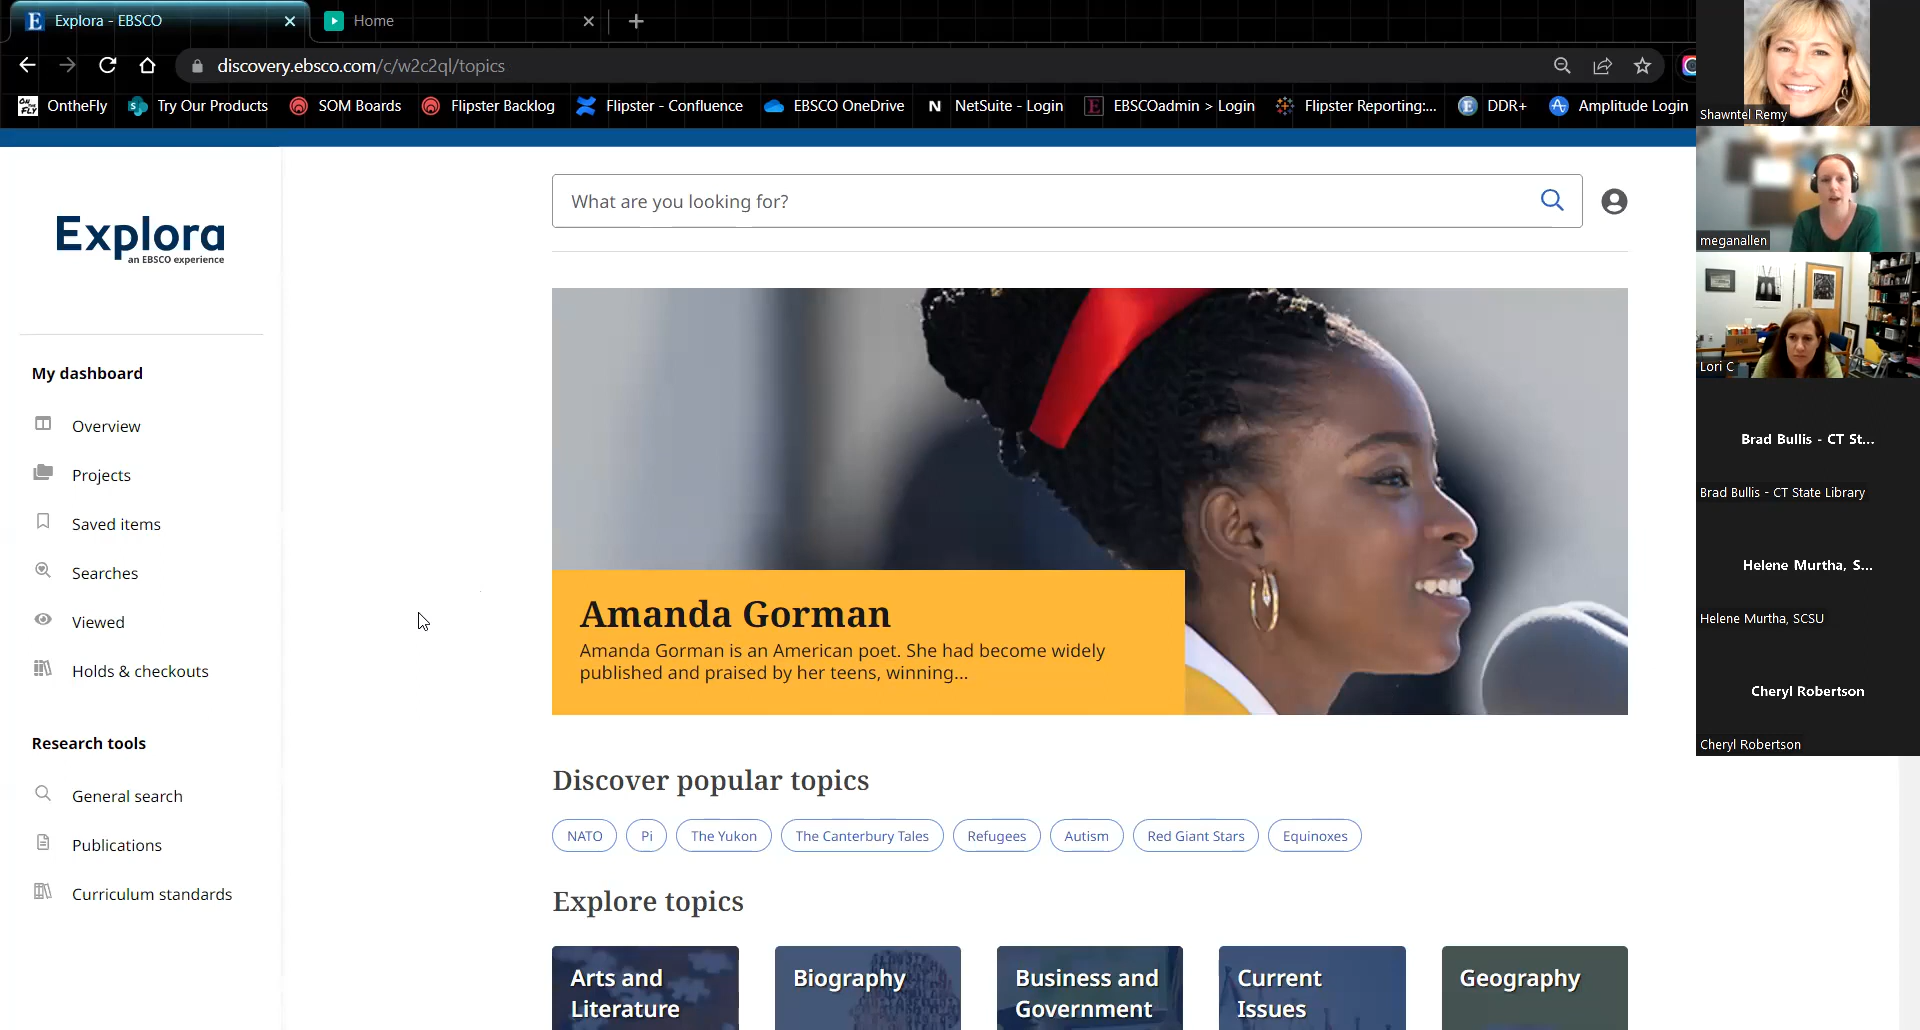 Explora - EBSCO
Home
discovery.ebsco.com/c/w2c2ql/topics
OntheFly
Try Our Products
SOM Boards
Flipster Backlog
Flipster - Confluence
EBSCO OneDrive
NetSuite - Login
EBSCOadmin > Login
Flipster Reporting:...
DDR+
Amplitude Login
Explora
an EBSCO experience
My dashboard
Overview
Projects
Saved items
Searches
Viewed
Holds & checkouts
Research tools
General search
Publications
Curriculum standards
What are you looking for?
Amanda Gorman
Amanda Gorman is an American poet. She had become widely
published and praised by her teens, winning...
Discover popular topics
NATO
Pi
The Yukon
The Canterbury Tales
Refugees
Autism
Red Giant Stars
Equinoxes
Explore topics
Arts and
Literature
Biography
Business and
Government
Current
Issues
Geography
Shawntel Remy
meganallen
Lori C
Brad Bullis - CT St...
Brad Bullis - CT State Library
Helene Murtha, S...
Helene Murtha, SCSU
Cheryl Robertson
Cheryl Robertson